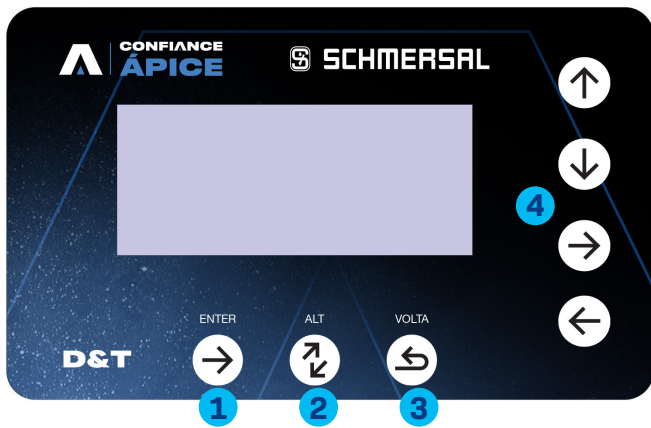 CONFIANCE
ÁPICE
SCHMERSAL
4
ENTER
ALT
VOLTA
D&T
1
2
3